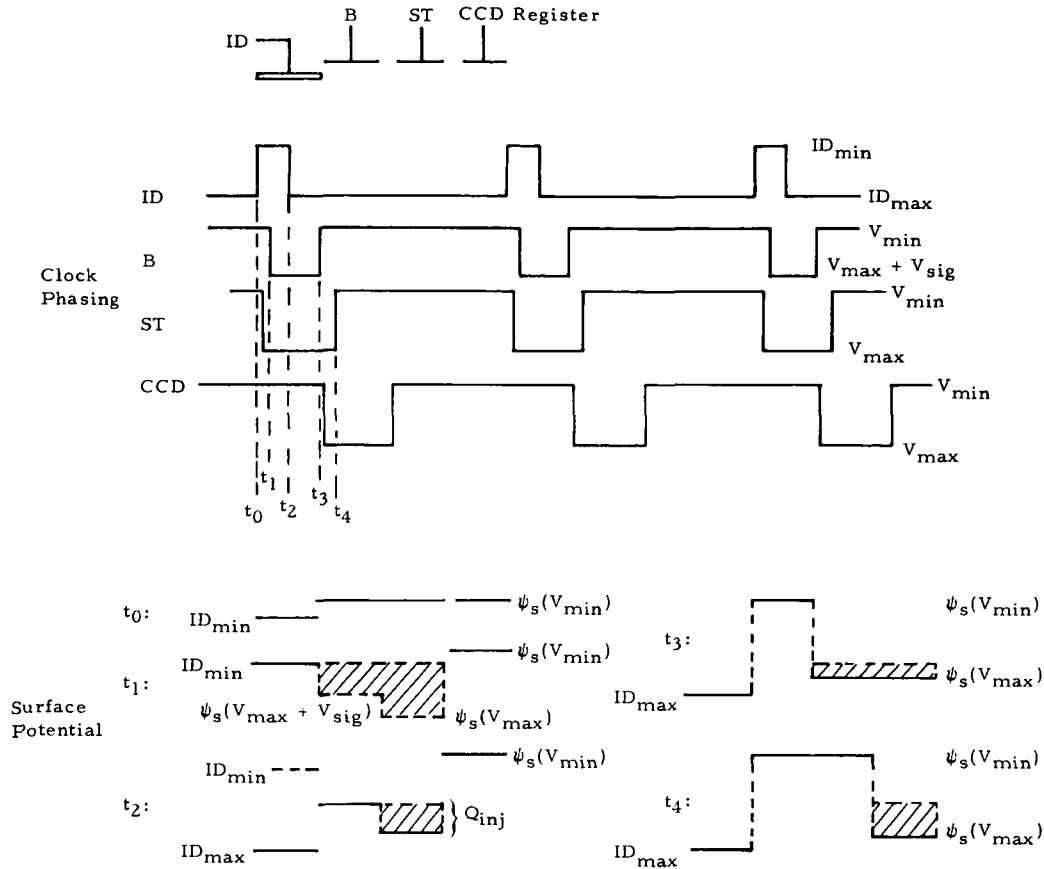 B ST CCD Register
ID
ID_min
ID
ID_max
V_min
B
V_max + V_sig
Clock
Phasing
V_min
ST
V_max
CCD
V_min
V_max
t_1 t_3
t_0 t_2 t_4
t_0:
ID_min
ψ_s(V_min)
ψ_s(V_min)
t_1:
ID_min
ψ_s(V_min)
ψ_s(V_max + V_sig)
ψ_s(V_max)
t_3:
ψ_s(V_max)
ID_max
Surface
Potential
ID_min
ψ_s(V_min)
ψ_s(V_min)
t_2:
Q_inj
t_4:
ψ_s(V_max)
ID_max
ID_max